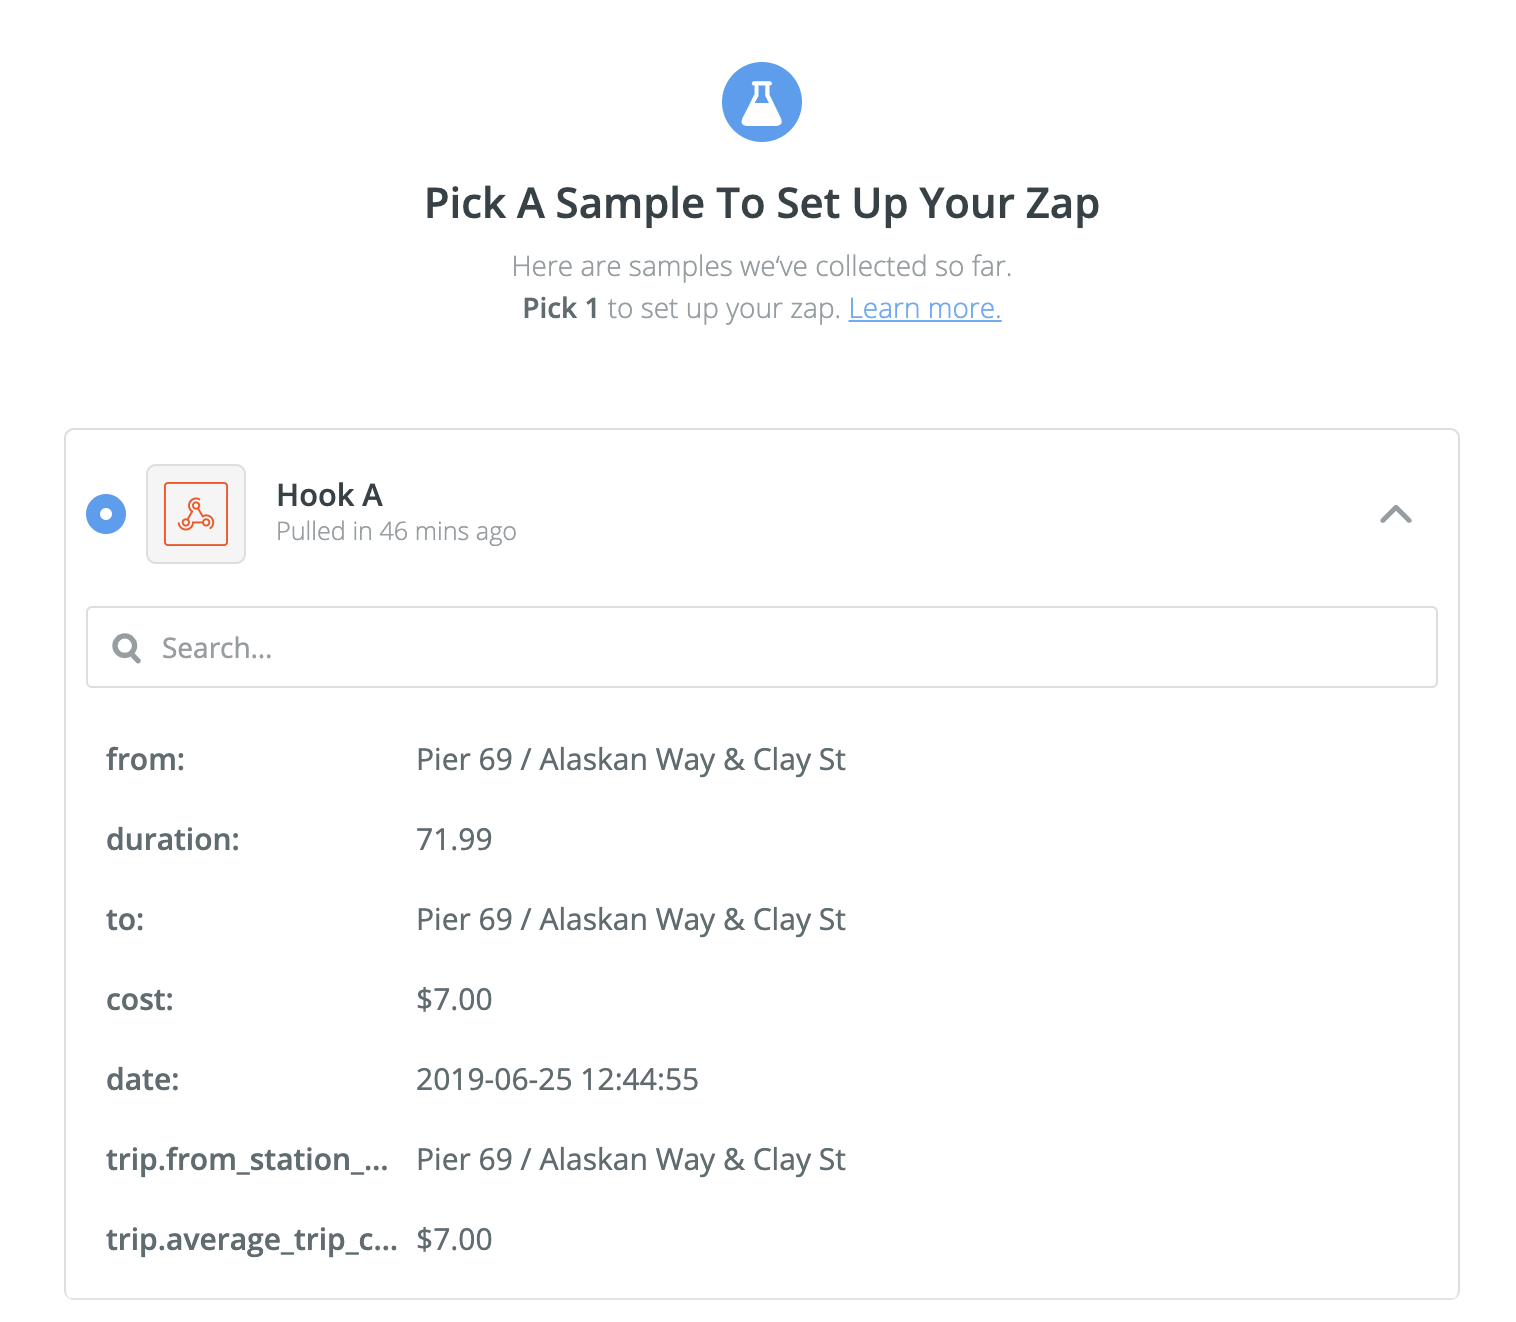 Pick A Sample To Set Up Your Zap
Here are samples we‘ve collected so far.
Pick 1 to set up your zap. Learn more.
Hook A
Pulled in 46 mins ago
Search...
from: Pier 69 / Alaskan Way & Clay St
duration: 71.99
to: Pier 69 / Alaskan Way & Clay St
cost: $7.00
date: 2019-06-25 12:44:55
trip.from_station_... Pier 69 / Alaskan Way & Clay St
trip.average_trip_c... $7.00